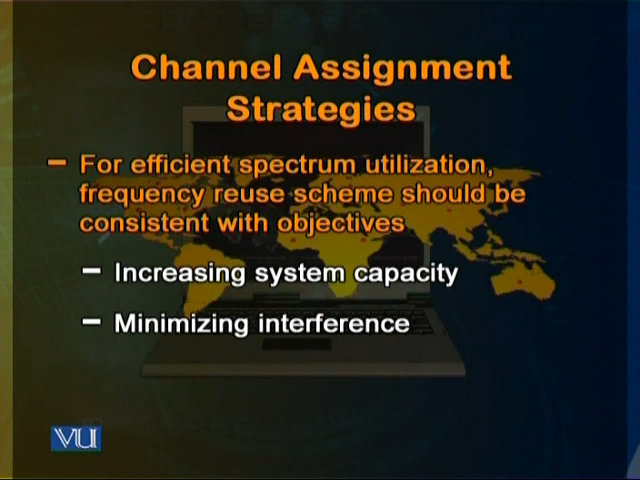 Channel Assignment
Strategies
– For efficient spectrum utilization,
frequency reuse scheme should be
consistent with objectives
– Increasing system capacity
– Minimizing interference
VU